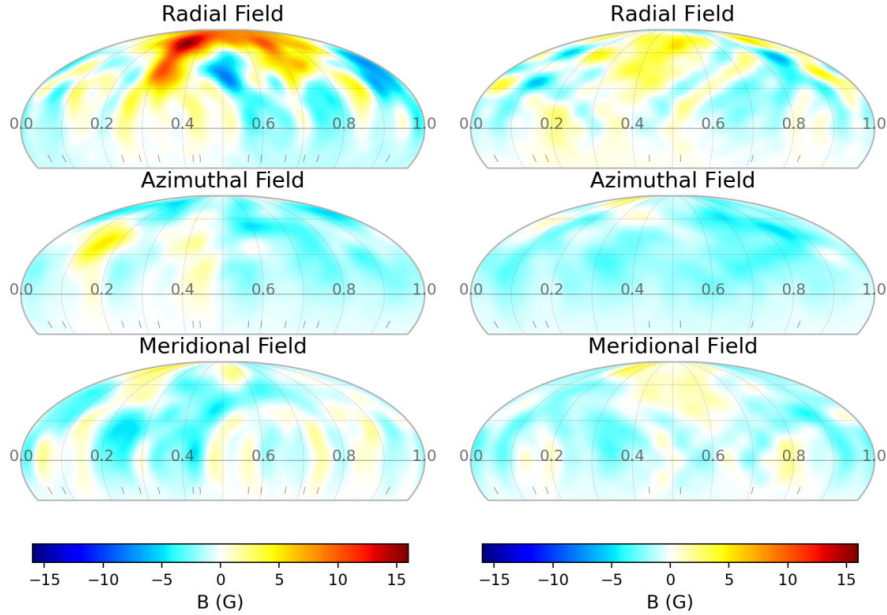 Radial Field Radial Field
0.0 0.2 0.4 0.6 0.8 1.0 0.0 0.2 0.4 0.6 0.8 1.0
Azimuthal Field Azimuthal Field
0.0 0.2 0.4 0.6 0.8 1.0 0.0 0.2 0.4 0.6 0.8 1.0
Meridional Field Meridional Field
0.0 0.2 0.4 0.6 0.8 1.0 0.0 0.2 0.4 0.6 0.8 1.0
−15 −10 −5 0 5 10 15 −15 −10 −5 0 5 10 15
B (G) B (G)